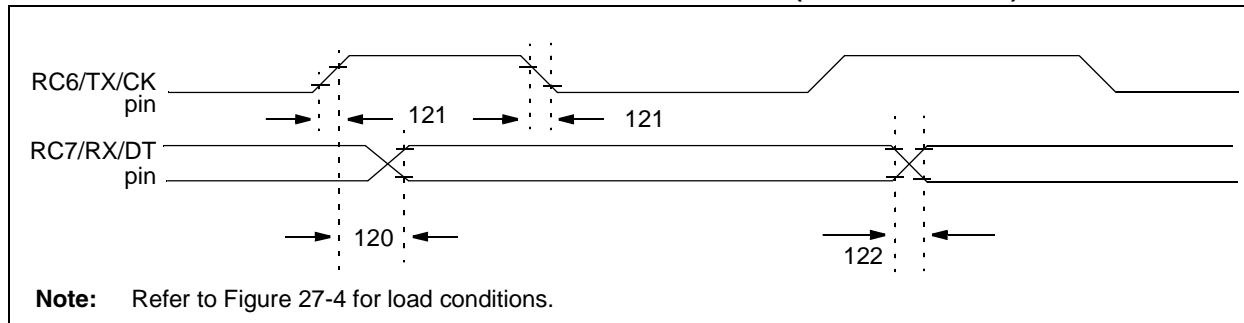 RC6/TX/CK
pin
121
121
RC7/RX/DT
pin
120
122
Note: Refer to Figure 27-4 for load conditions.